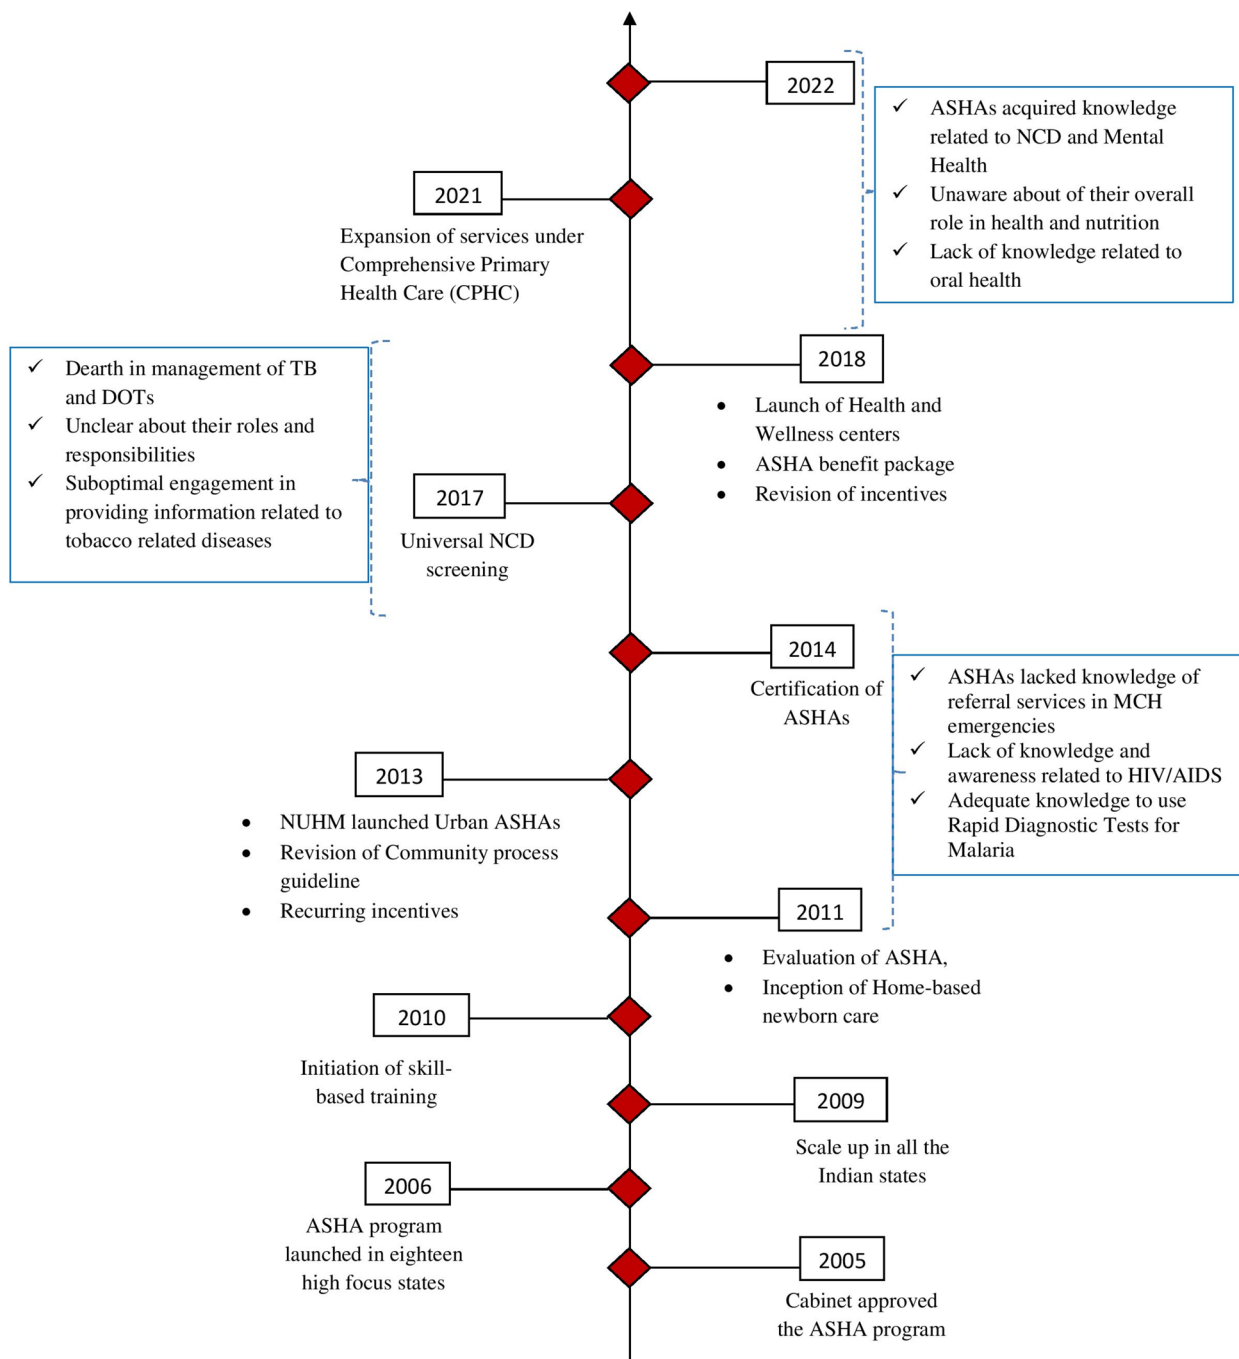 2022
✓ ASHAs acquired knowledge
related to NCD and Mental
Health
✓ Unaware about of their overall
role in health and nutrition
✓ Lack of knowledge related to
oral health
2021
Expansion of services under
Comprehensive Primary
Health Care (CPHC)
2018
• Launch of Health and
Wellness centers
• ASHA benefit package
• Revision of incentives
✓ Dearth in management of TB
and DOTs
✓ Unclear about their roles and
responsibilities
✓ Suboptimal engagement in
providing information related to
tobacco related diseases
2017
Universal NCD
screening
2014
Certification of
ASHAs
✓ ASHAs lacked knowledge of
referral services in MCH
emergencies
✓ Lack of knowledge and
awareness related to HIV/AIDS
✓ Adequate knowledge to use
Rapid Diagnostic Tests for
Malaria
2013
• NUHM launched Urban ASHAs
• Revision of Community process
guideline
• Recurring incentives
2011
• Evaluation of ASHA,
• Inception of Home-based
newborn care
2010
Initiation of skill-
based training
2009
Scale up in all the
Indian states
2006
ASHA program
launched in eighteen
high focus states
2005
Cabinet approved
the ASHA program